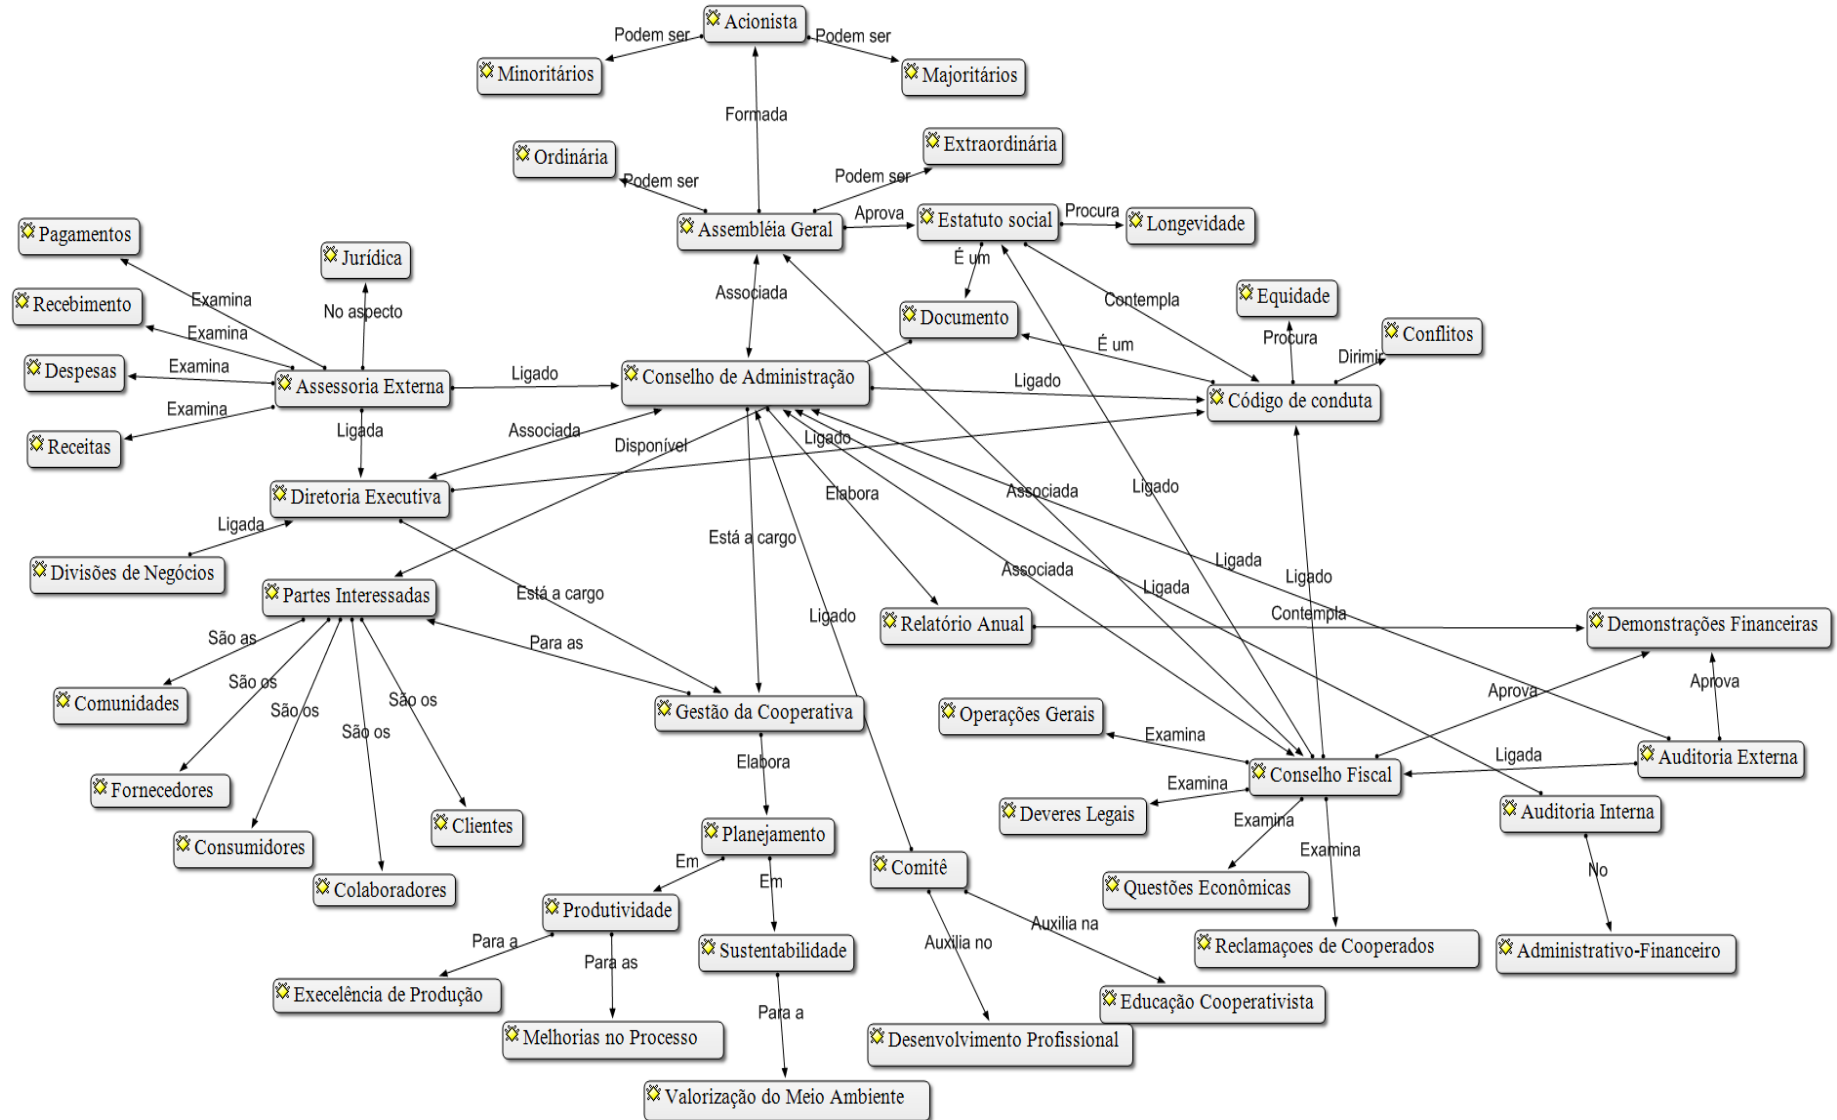 Acionista
Podem ser
Podem ser
Minoritários
Majoritários
Formada
Ordinária
Extraordinária
Podem ser
Podem ser
Assembléia Geral
Aprova
Estatuto social
Procura
Longevidade
Pagamentos
Jurídica
É um
Recebimento
Examina
No aspecto
Associada
Documento
Contempla
Equidade
Conflitos
Examina
É um
Procura
Dirimir
Despesas
Examina
Assessoria Externa
Ligado
Conselho de Administração
Ligado
Código de conduta
Examina
Receitas
Ligada
Associada
Disponível
Ligado
Diretoria Executiva
Elabora
Associada
Ligado
Ligada
Divisões de Negócios
Está a cargo
Associada
Ligada
Ligada
Ligado
Partes Interessadas
Está a cargo
Ligado
Relatório Anual
Contempla
Demonstrações Financeiras
São as
Para as
Comunidades
São os
São os
São os
São os
Gestão da Cooperativa
Operações Gerais
Aprova
Aprova
Examina
Elabora
Conselho Fiscal
Ligada
Auditoria Externa
Fornecedores
Examina
Deveres Legais
Auditoria Interna
Clientes
Consumidores
Planejamento
Examina
Examina
Colaboradores
Em
Em
Comitê
Questões Econômicas
No
Produtividade
Para a
Sustentabilidade
Auxilia no
Auxilia na
Reclamaçoes de Cooperados
Administrativo-Financeiro
Para as
Execelência de Produção
Educação Cooperativista
Para a
Melhorias no Processo
Desenvolvimento Profissional
Valorização do Meio Ambiente